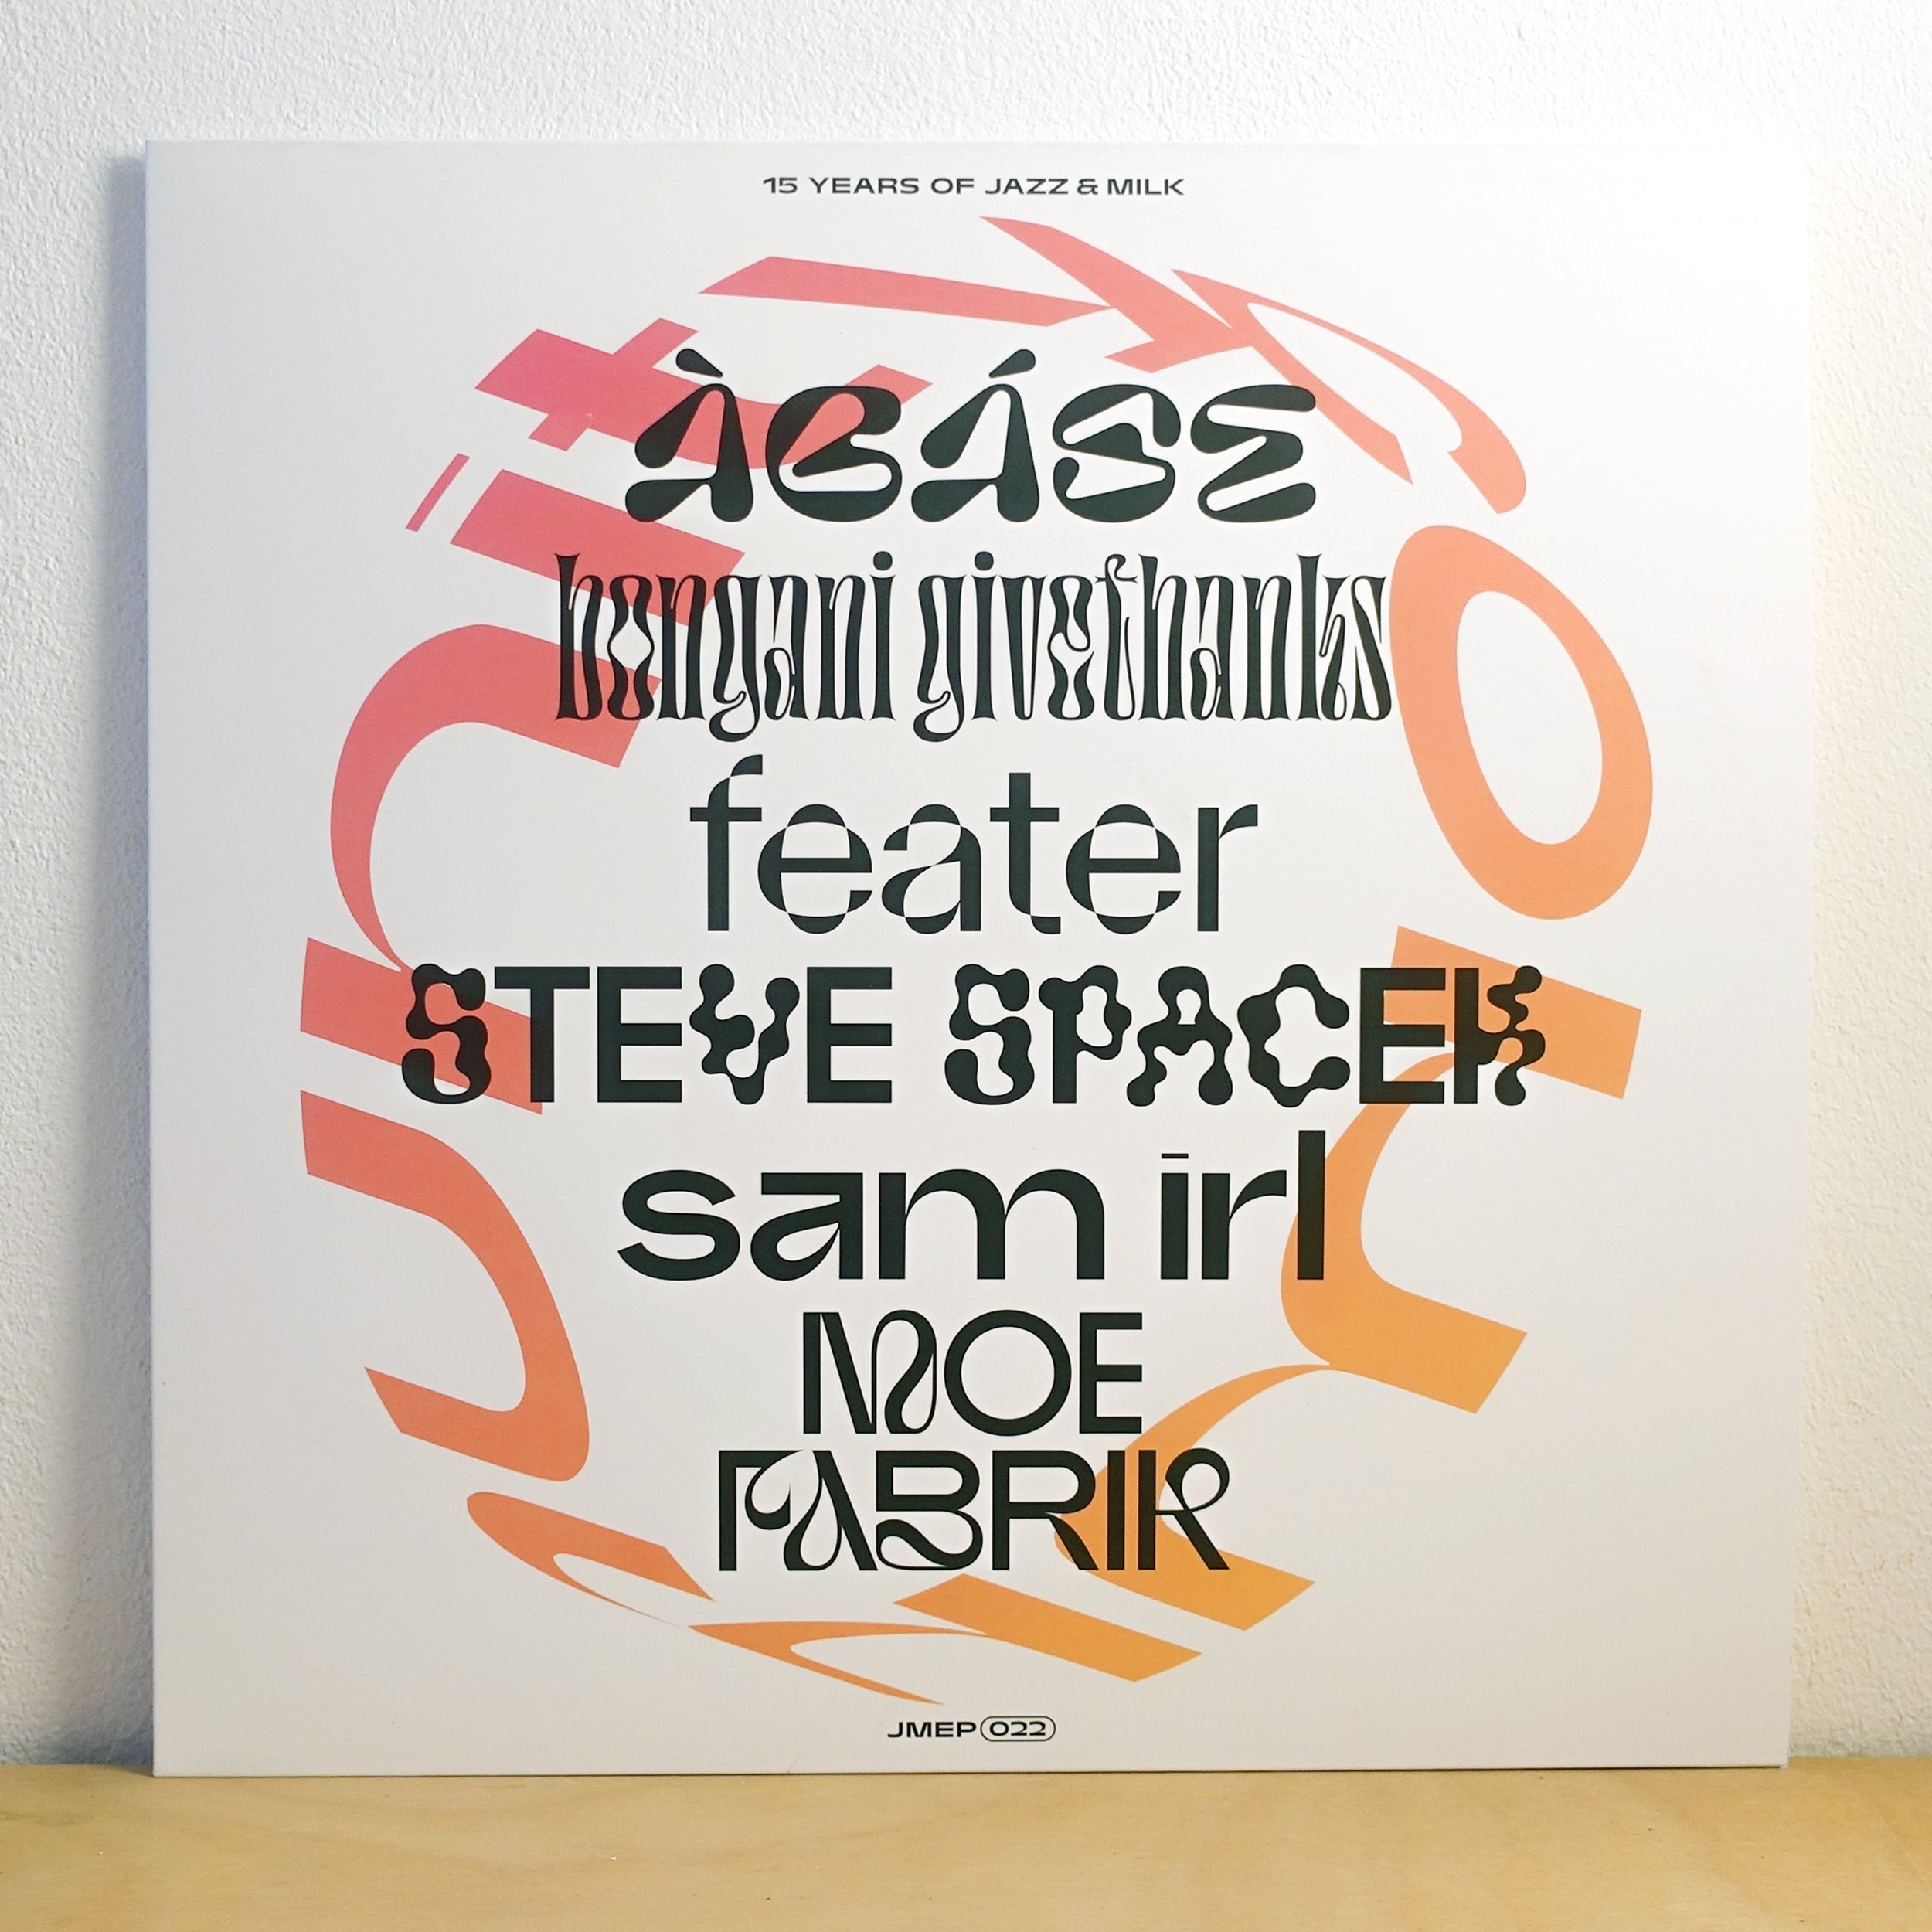 15 YEARS OF JAZZ & MILK
ÀBÁSE
bongani givethanks
feater
STEVE SPACEK
sam irl
MOE
FABRIK
JMEP 022